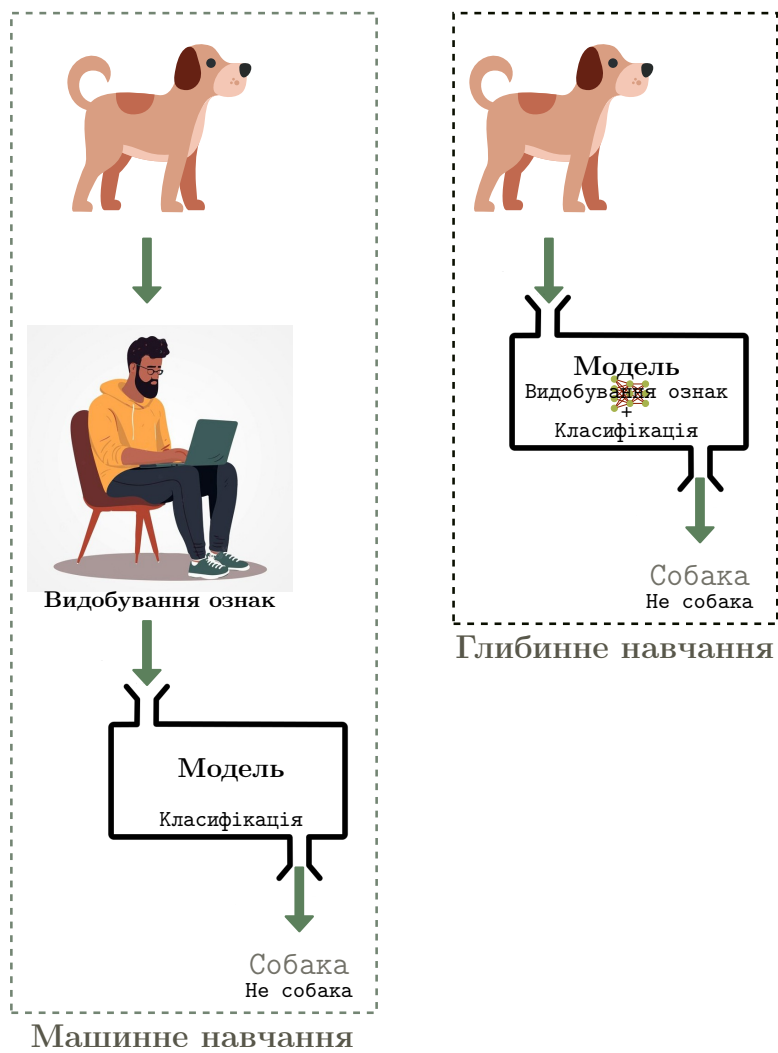 Видобування ознак
Модель
Класифікація
Собака
Не собака
Машинне навчання
Модель
Видобування ознак
+
Класифікація
Собака
Не собака
Глибинне навчання